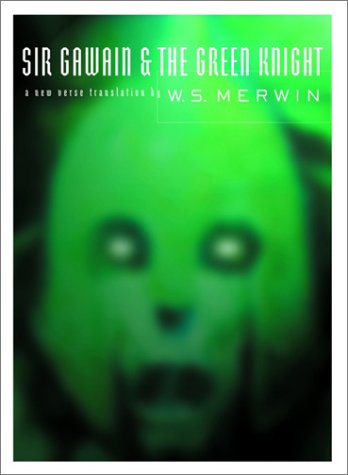 SIR GAWAIN & THE GREEN KNIGHT
a new verse translation by W. S. MERWIN